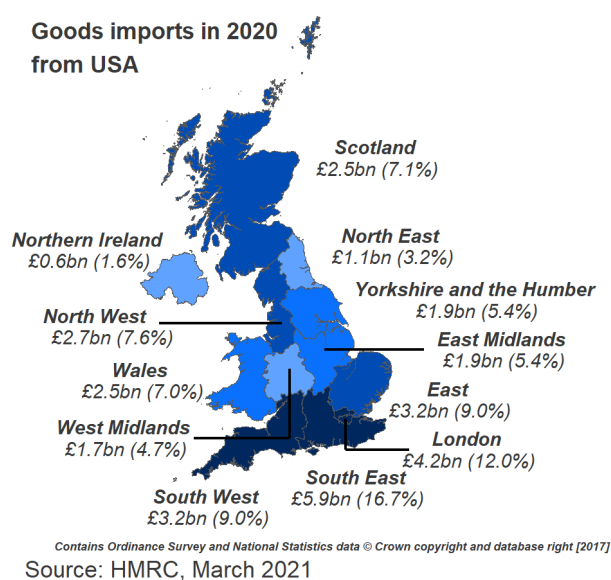 Goods imports in 2020
from USA
Scotland
£2.5bn (7.1%)
Northern Ireland
£0.6bn (1.6%)
North East
£1.1bn (3.2%)
Yorkshire and the Humber
£1.9bn (5.4%)
North West
£2.7bn (7.6%)
East Midlands
£1.9bn (5.4%)
Wales
£2.5bn (7.0%)
East
£3.2bn (9.0%)
West Midlands
£1.7bn (4.7%)
London
£4.2bn (12.0%)
South East
£5.9bn (16.7%)
South West
£3.2bn (9.0%)
Contains Ordinance Survey and National Statistics data © Crown copyright and database right [2017]
Source: HMRC, March 2021